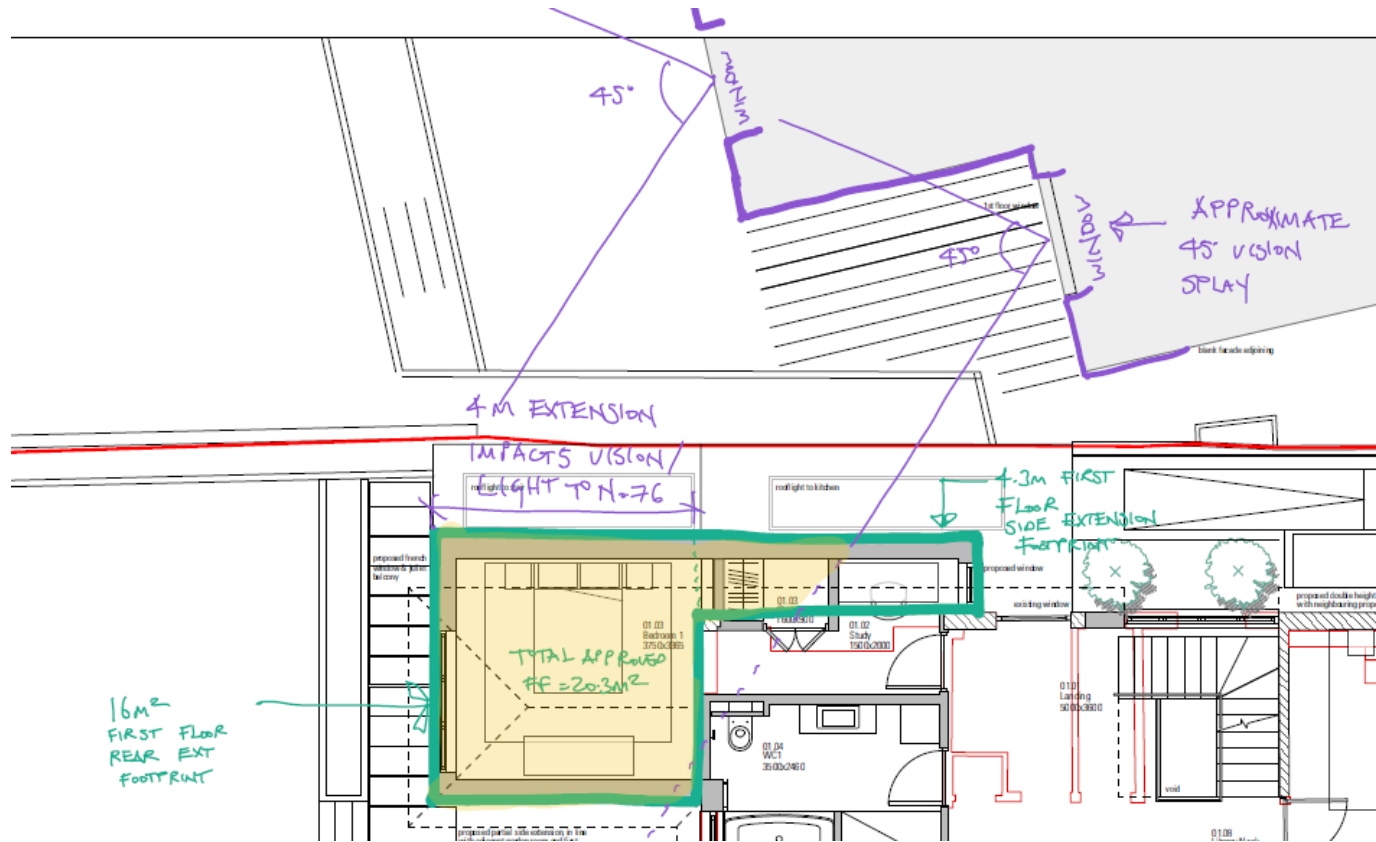 WINDOW
45°
1st floor window
WINDOW
45°
APPROXIMATE
45° VISION
SPLAY
blank facade adjoining
4M EXTENSION
IMPACTS VISION/
LIGHT TO No.76
rooflight to
rooflight to kitchen
4.3m FIRST
FLOOR
SIDE EXTENSION
FOOTPRINT
proposed french
window & juliet
balcony
proposed window
existing window
proposed double height
with neighbouring
01.03
Bedroom 1
3750x3365
01.03
01.02
Study
1500x2000
TOTAL APPROVED
FF = 20.3M²
16M²
FIRST FLOOR
REAR EXT
FOOTPRINT
Landing
5000x3600
01.04
WC1
3500x2460
void
proposed partial side extension, in line
01.08